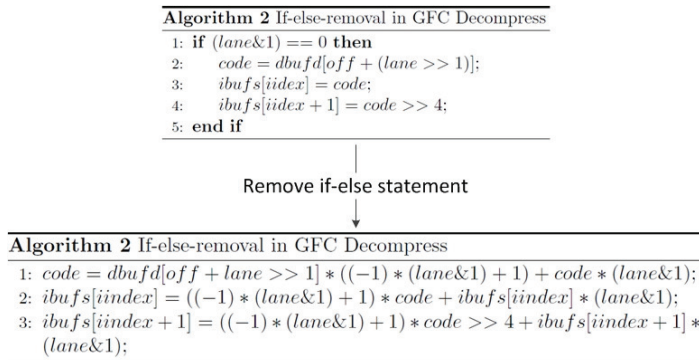 Algorithm 2 If-else-removal in GFC Decompress
1: if (lane&1) == 0 then
2: code = dbufd[off + (lane >> 1)];
3: ibufs[iidex] = code;
4: ibufs[iidex + 1] = code >> 4;
5: end if
Remove if-else statement
Algorithm 2 If-else-removal in GFC Decompress
1: code = dbufd[off + lane >> 1] * ((−1) * (lane&1) + 1) + code * (lane&1);
2: ibufs[iindex] = ((−1) * (lane&1) + 1) * code + ibufs[iindex] * (lane&1);
3: ibufs[iindex + 1] = ((−1) * (lane&1) + 1) * code >> 4 + ibufs[iindex + 1] *
(lane&1);